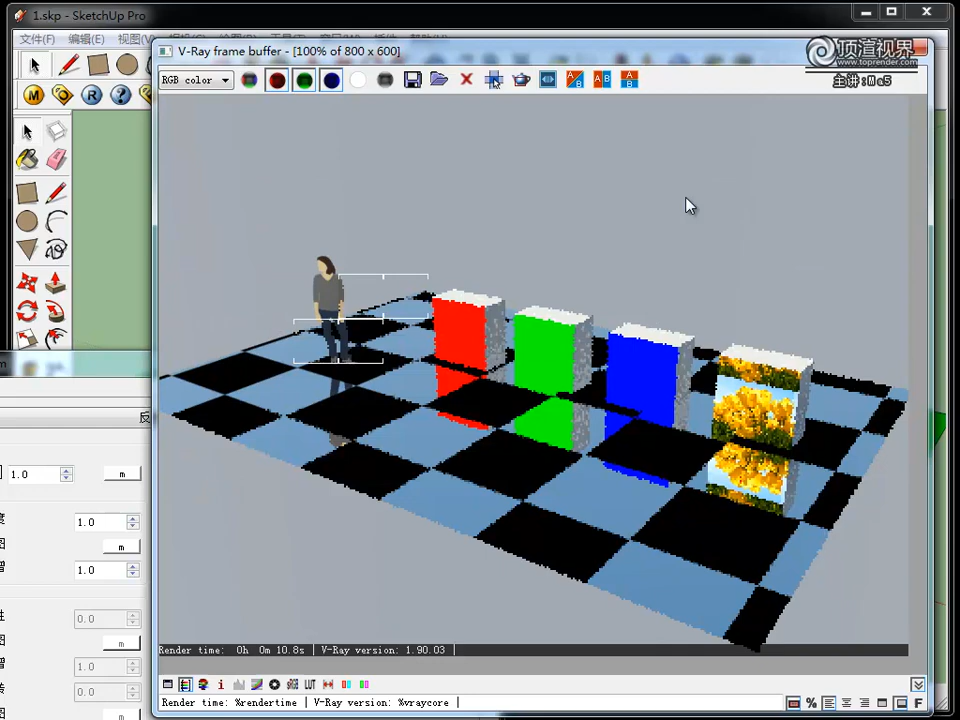 1.skp - SketchUp Pro
文件(F) 编辑(E) 视图(V)
V-Ray frame buffer - [100% of 800 x 600]
顶渲视界
www.toprender.com
主讲:Ma5
RGB color
M
R
?
1.0
m
1.0
m
1.0
0.0
m
1.0
0.0
m
Render time: 0h 0m 10.8s | V-Ray version: 1.90.03 |
sRGB LUT
Render time: %rendertime | V-Ray version: %vraycore |
% F